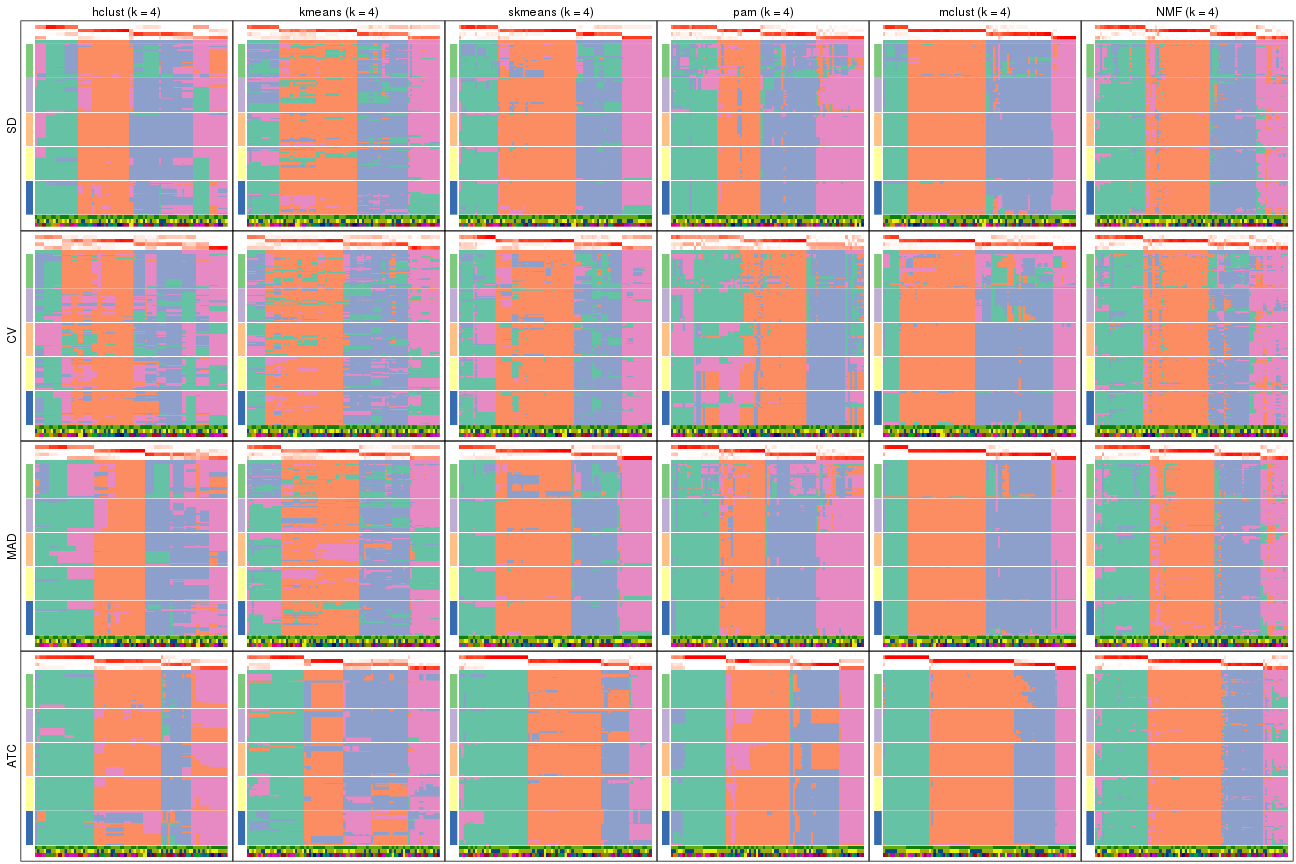 hclust (k = 4) kmeans (k = 4) skmeans (k = 4) pam (k = 4) mclust (k = 4) NMF (k = 4)
SD
CV
MAD
ATC